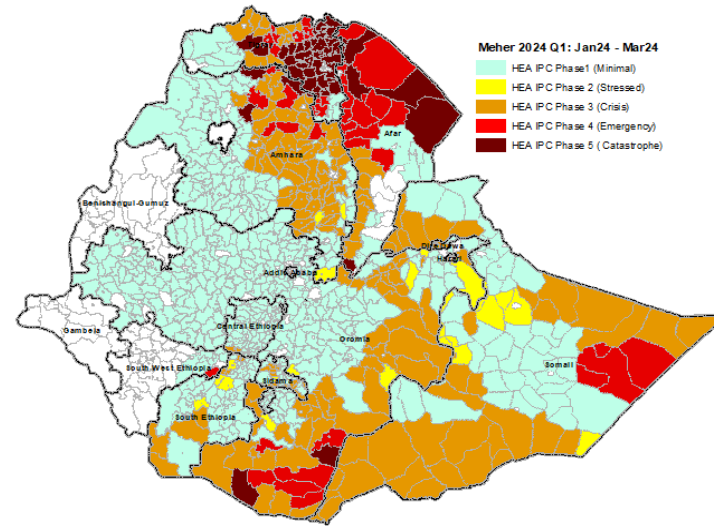 Meher 2024 Q1: Jan24 - Mar24
HEA IPC Phase1 (Minimal)
HEA IPC Phase 2 (Stressed)
HEA IPC Phase 3 (Crisis)
HEA IPC Phase 4 (Emergency)
HEA IPC Phase 5 ( Catastrophe)
Afar
Amhara
Benishangul Gumuz
Dire Dawa
Harari
Addis Ababa
Gambela
Central Ethiopia
Oromia
South West Ethiopia
Somali
Sidama
South Ethiopia